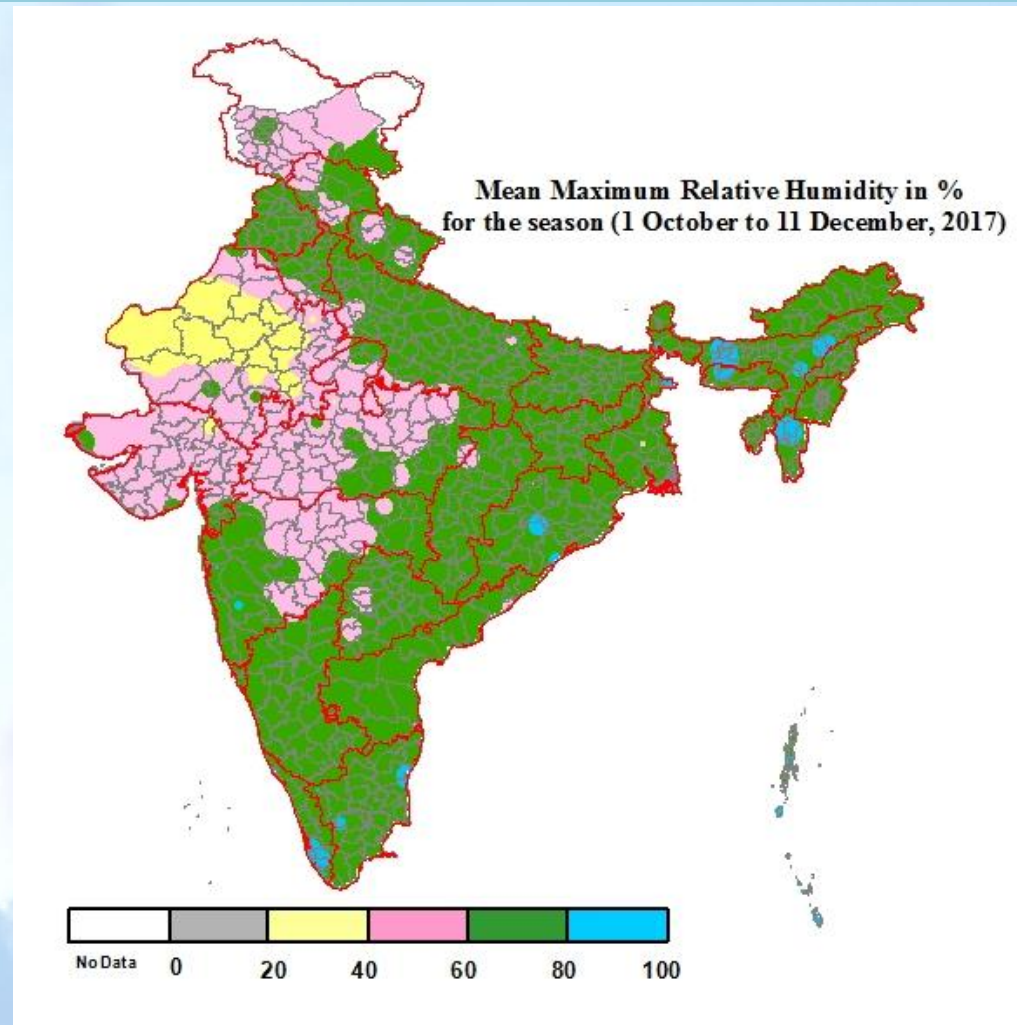 Mean Maximum Relative Humidity in %
for the season (1 October to 11 December, 2017)
No Data 0 20 40 60 80 100